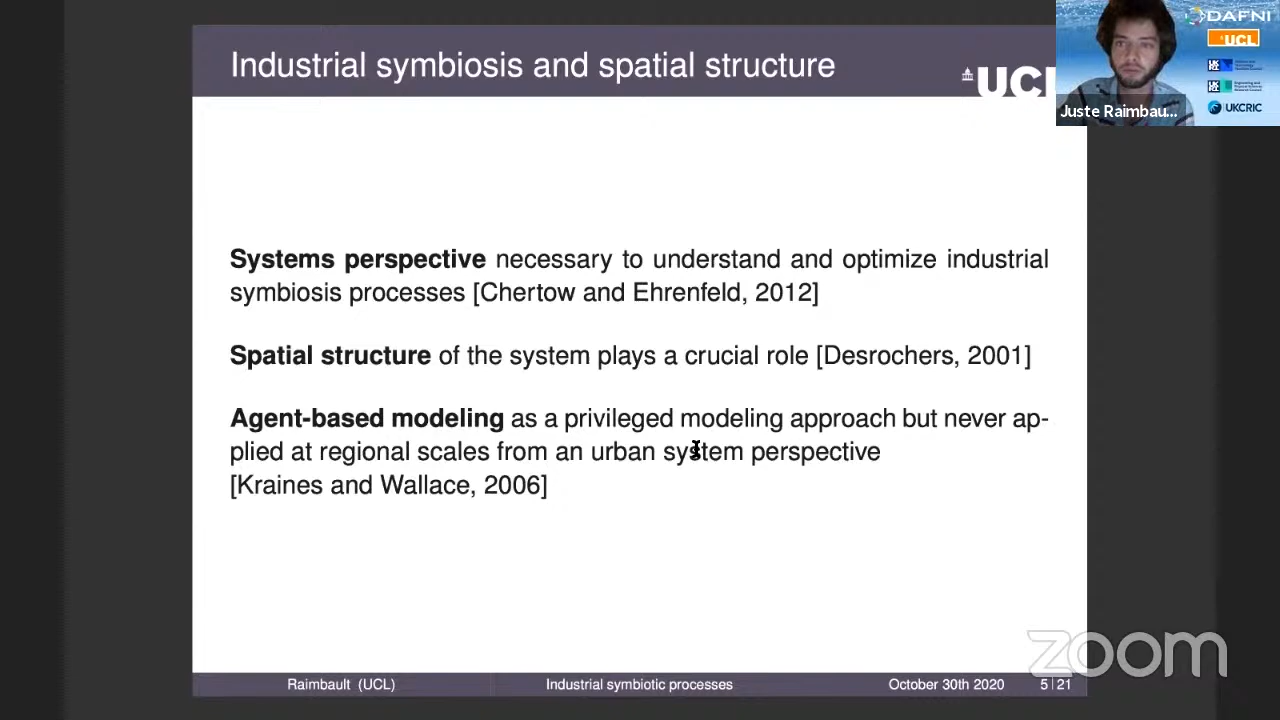 Industrial symbiosis and spatial structure
UCL
DAFNI
UCL
UKCRIC
Juste Raimbau...
Systems perspective necessary to understand and optimize industrial
symbiosis processes [Chertow and Ehrenfeld, 2012]
Spatial structure of the system plays a crucial role [Desrochers, 2001]
Agent-based modeling as a privileged modeling approach but never ap-
plied at regional scales from an urban system perspective
[Kraines and Wallace, 2006]
zoom
Raimbault (UCL)
Industrial symbiotic processes
October 30th 2020
5 | 21